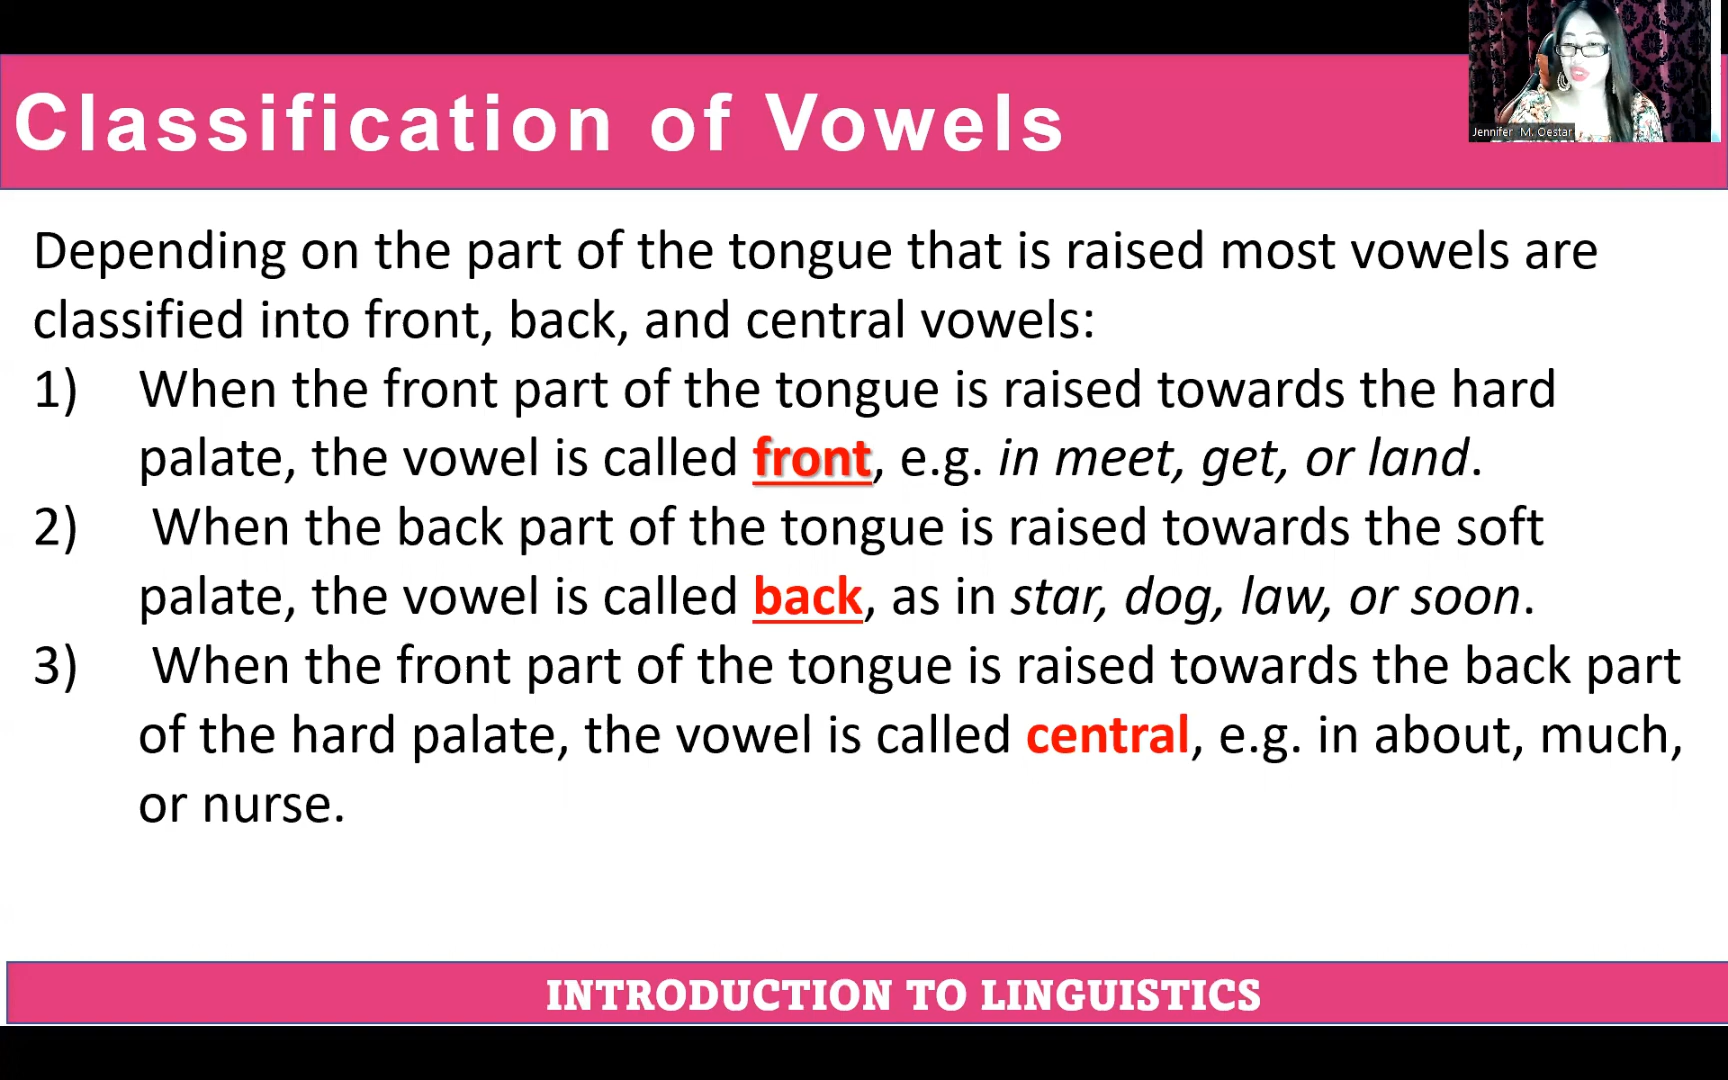 Classification of Vowels
Jennifer M. Oestar
Depending on the part of the tongue that is raised most vowels are
classified into front, back, and central vowels:
1) When the front part of the tongue is raised towards the hard
palate, the vowel is called front, e.g. in meet, get, or land.
2) When the back part of the tongue is raised towards the soft
palate, the vowel is called back, as in star, dog, law, or soon.
3) When the front part of the tongue is raised towards the back part
of the hard palate, the vowel is called central, e.g. in about, much,
or nurse.
INTRODUCTION TO LINGUISTICS